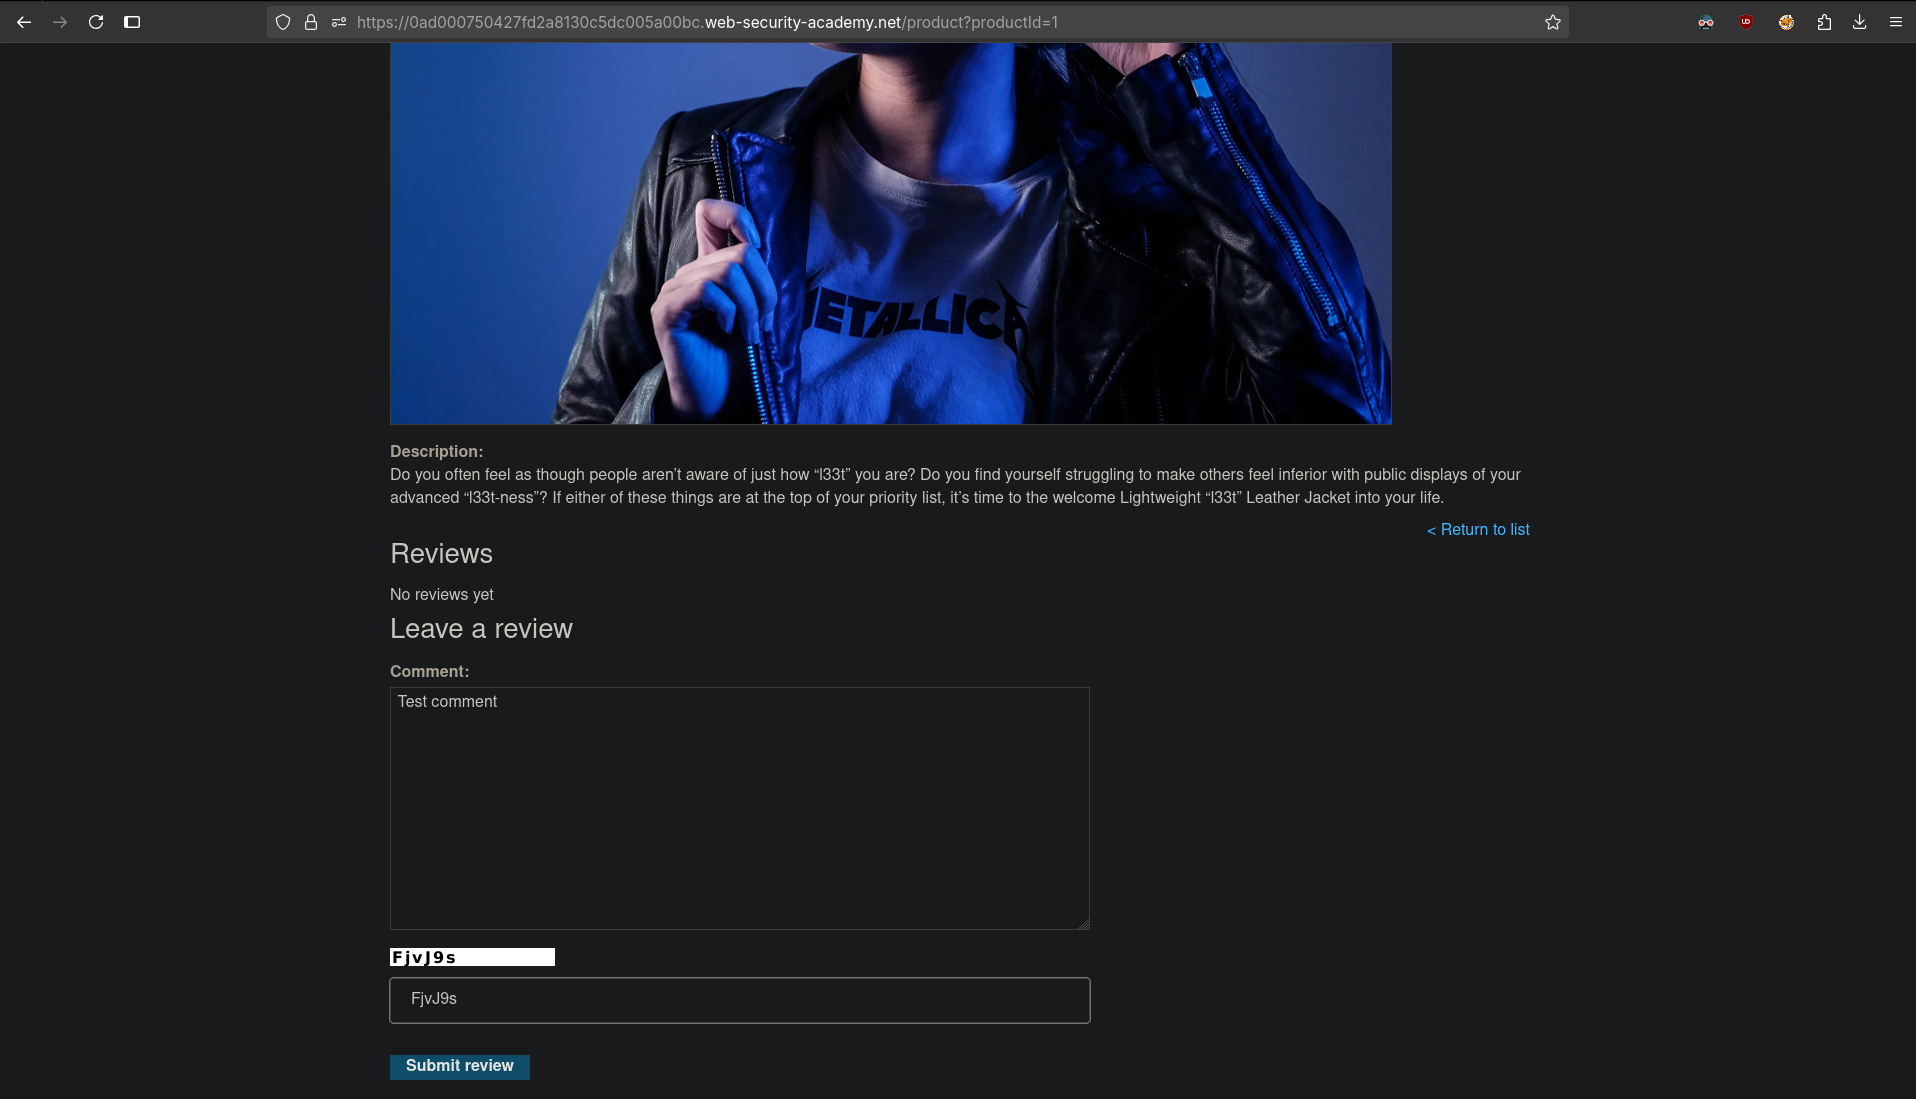 https://0ad000750427fd2a8130c5dc005a00bc.web-security-academy.net/product?productId=1
METALLICA
Description:
Do you often feel as though people aren’t aware of just how “l33t” you are? Do you find yourself struggling to make others feel inferior with public displays of your
advanced “l33t-ness”? If either of these things are at the top of your priority list, it’s time to the welcome Lightweight “l33t” Leather Jacket into your life.
< Return to list
Reviews
No reviews yet
Leave a review
Comment:
Test comment
FjvJ9s
FjvJ9s
Submit review